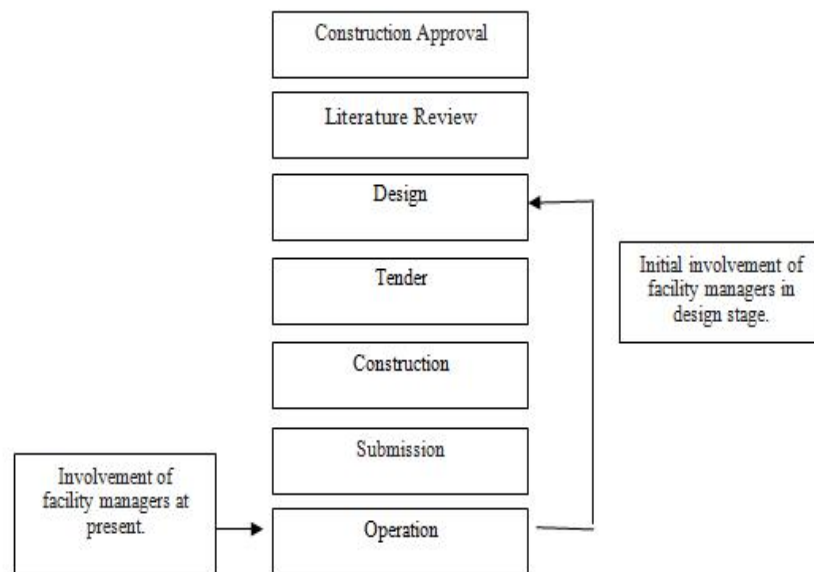 Construction Approval
Literature Review
Design
Tender
Initial involvement of
facility managers in
design stage.
Construction
Submission
Involvement of
facility managers at
present.
Operation